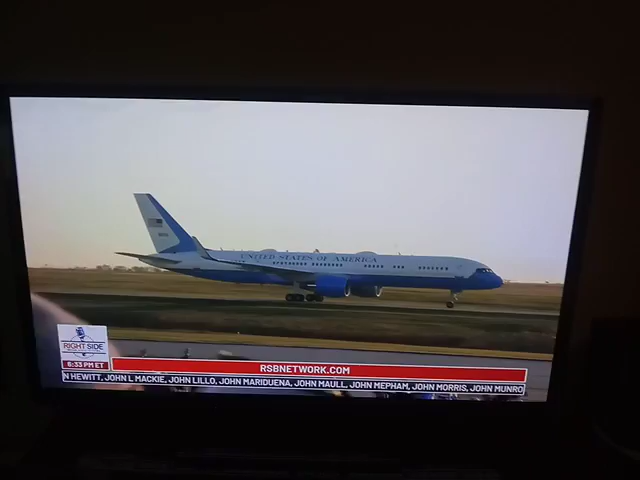 UNITED STATES OF AMERICA
RIGHT SIDE
6:33 PM ET
RSBNETWORK.COM
N HEWITT, JOHN L MACKIE, JOHN LILLO, JOHN MARIDUENA, JOHN MAULL, JOHN MEPHAM, JOHN MORRIS, JOHN MUNRO